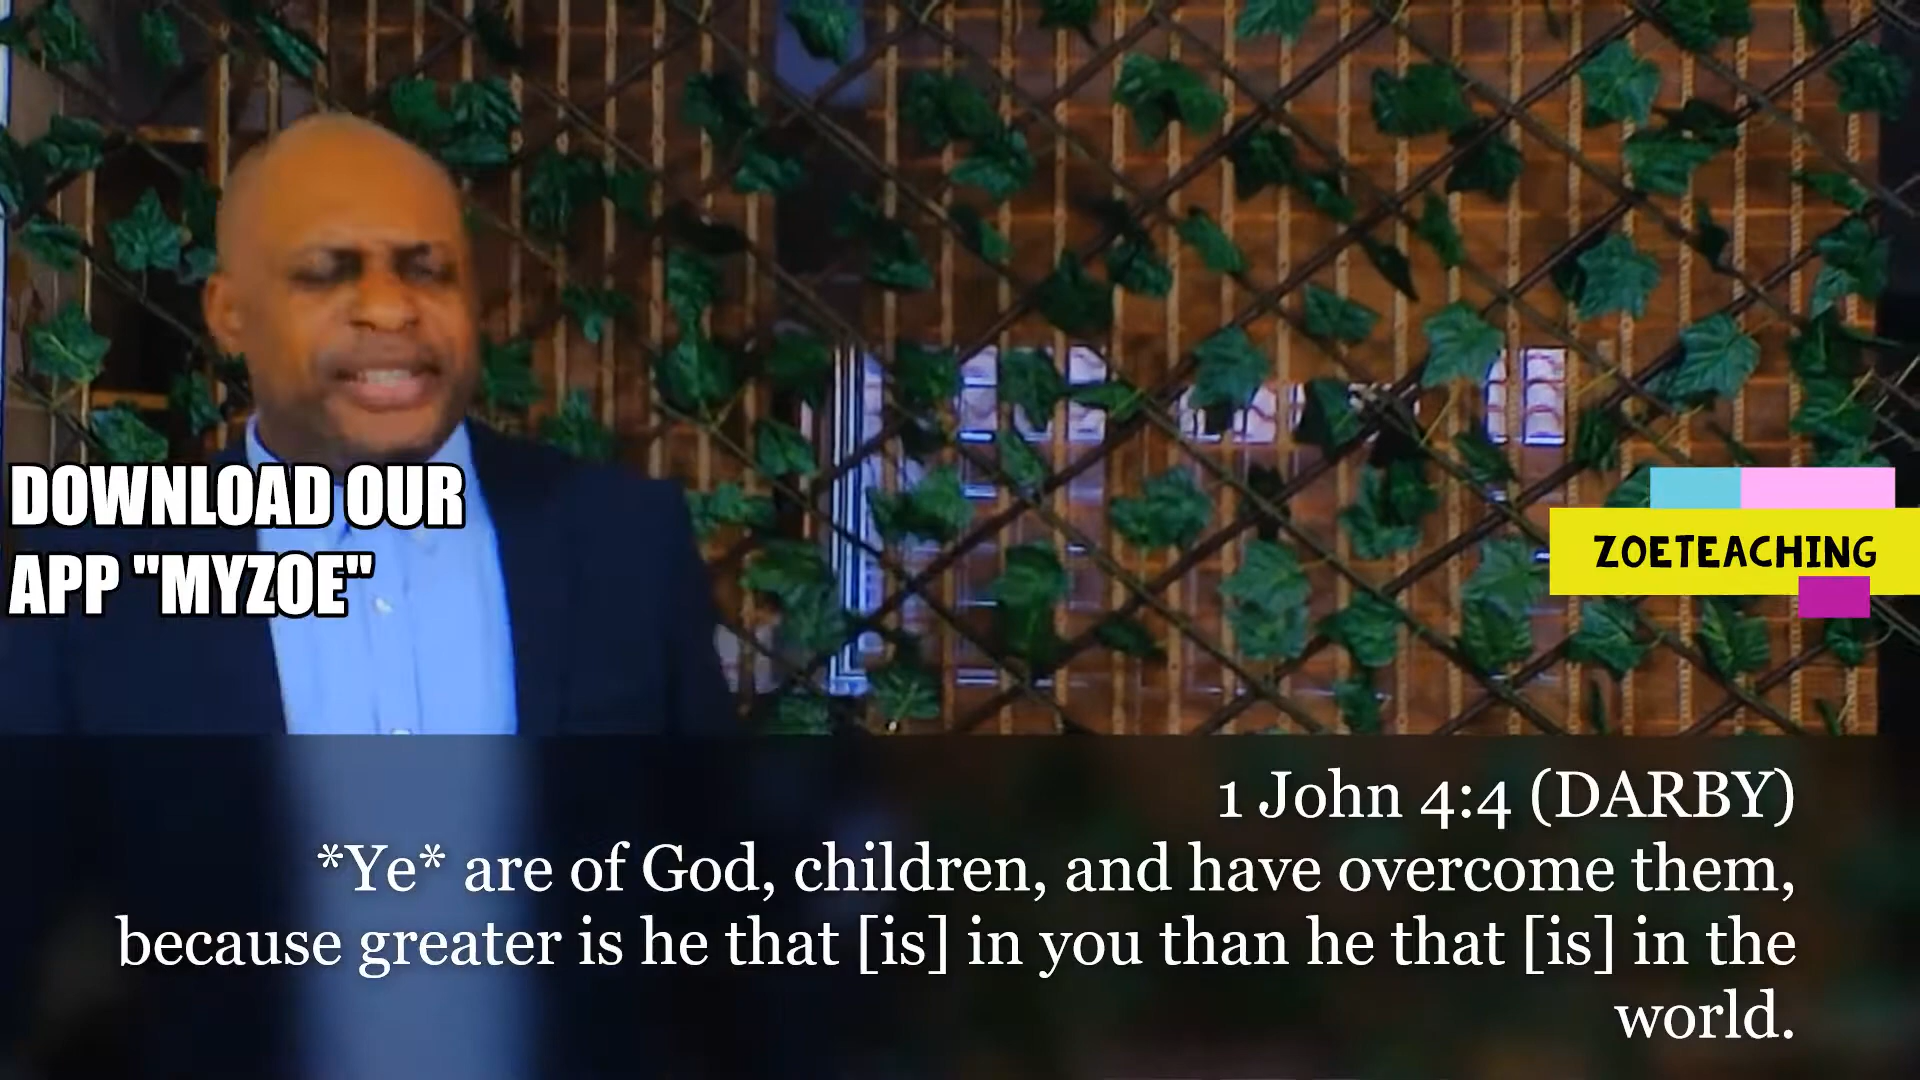 DOWNLOAD OUR
APP "MYZOE"
ZOETEACHING
1 John 4:4 (DARBY)
*Ye* are of God, children, and have overcome them,
because greater is he that [is] in you than he that [is] in the
world.